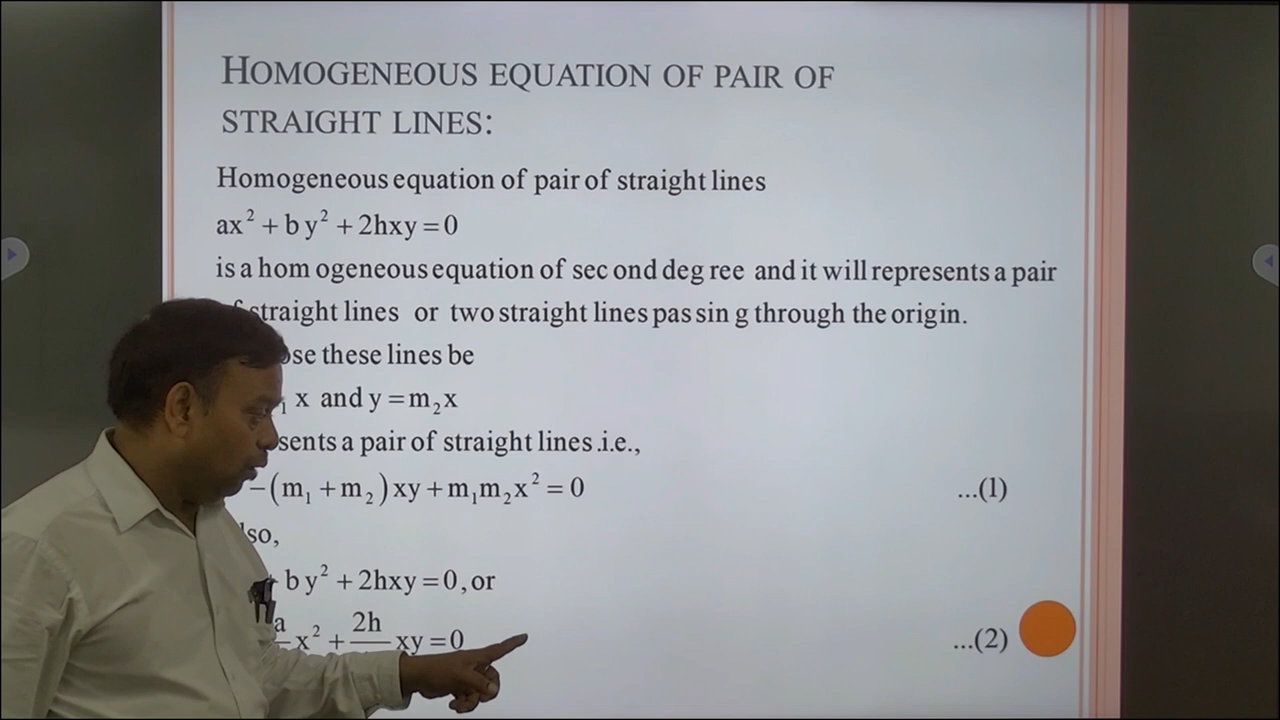 HOMOGENEOUS EQUATION OF PAIR OF
STRAIGHT LINES:
Homogeneous equation of pair of straight lines
ax² + by² + 2hxy = 0
is a hom ogeneous equation of sec ond deg ree and it will represents a pair
straight lines or two straight lines pas sin g through the origin.
these lines be
x and y = m₂x
a pair of straight lines .i.e.,
−(m₁ + m₂)xy + m₁m₂x² = 0 ...(1)
by² + 2hxy = 0, or
x² + 2h/ xy = 0 ...(2)